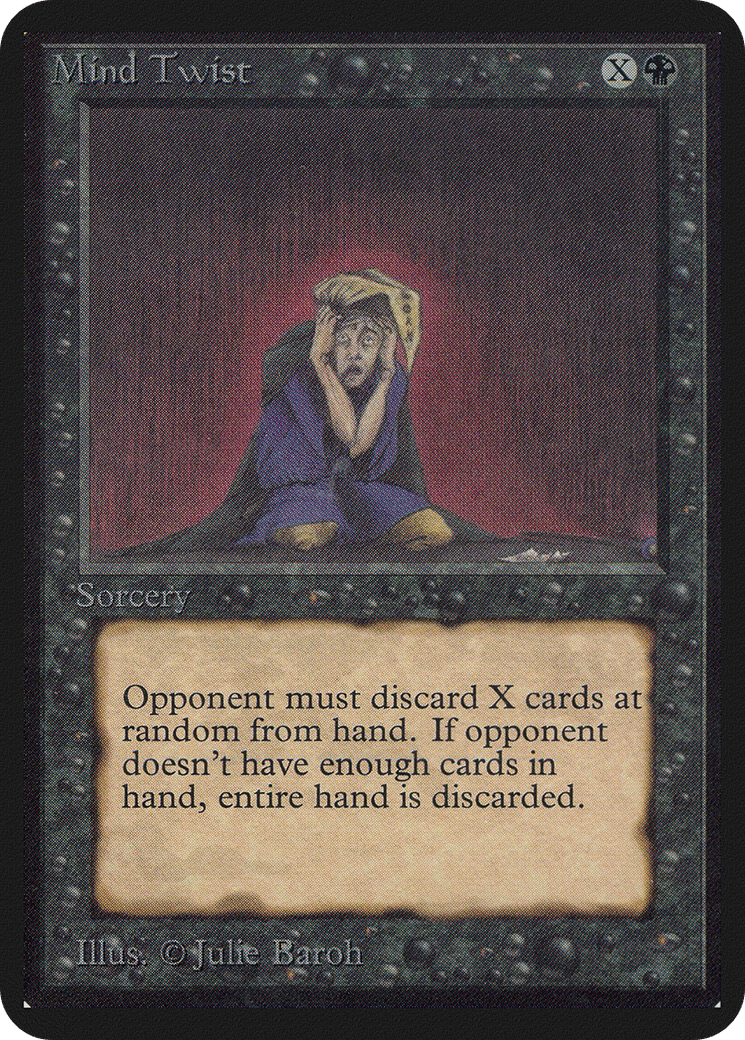 Mind Twist X
Sorcery
Opponent must discard X cards at
random from hand. If opponent
doesn't have enough cards in
hand, entire hand is discarded.
Illus. © Julie Baroh